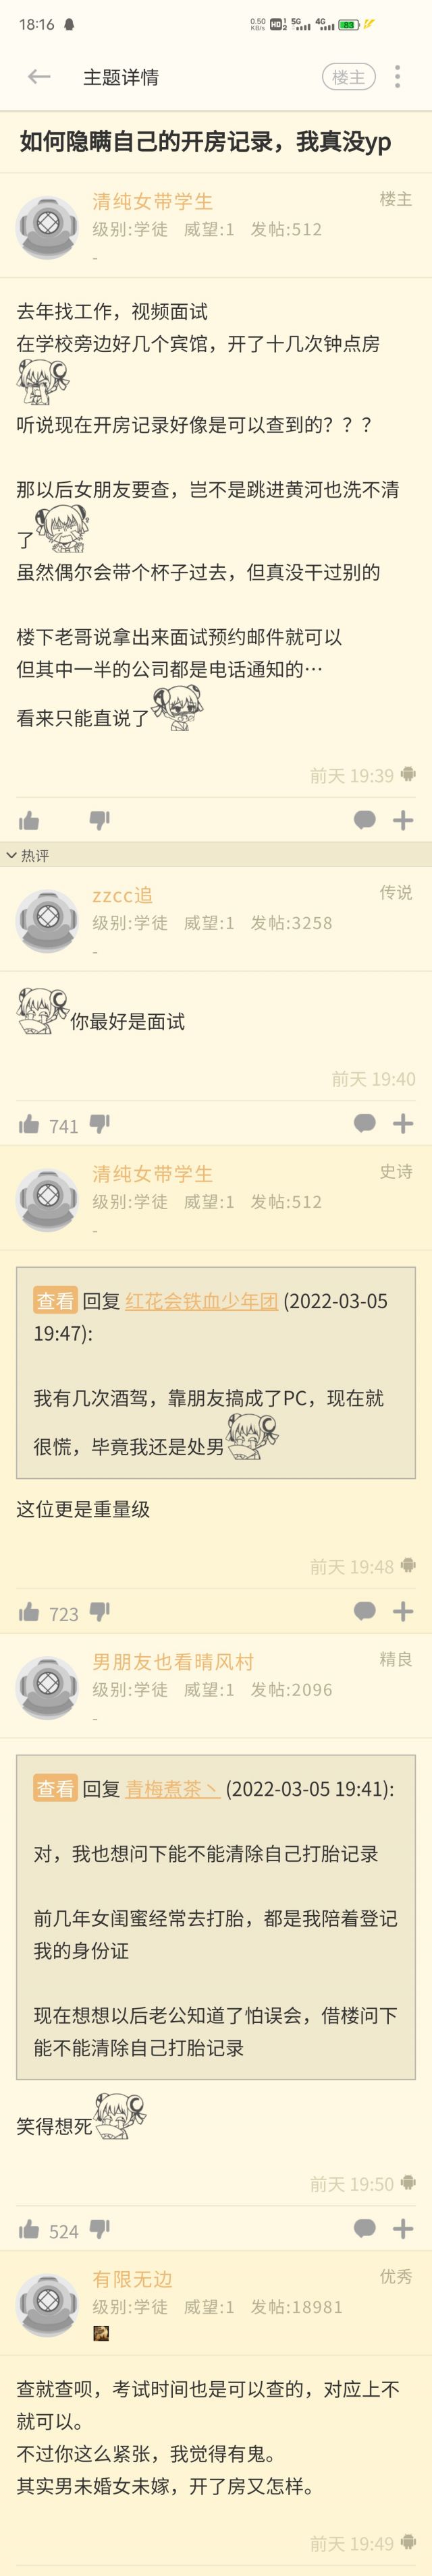 18:16
0.50 KB/s HD 1 2 5G 4G 83
主题详情
楼主
如何隐瞒自己的开房记录，我真没yp
清纯女带学生
楼主
级别:学徒 威望:1 发帖:512
-
去年找工作，视频面试
在学校旁边好几个宾馆，开了十几次钟点房
听说现在开房记录好像是可以查到的？？？
那以后女朋友要查，岂不是跳进黄河也洗不清
了
虽然偶尔会带个杯子过去，但真没干过别的
楼下老哥说拿出来面试预约邮件就可以
但其中一半的公司都是电话通知的…
看来只能直说了
前天 19:39
热评
zzcc追
传说
级别:学徒 威望:1 发帖:3258
-
你最好是面试
前天 19:40
741
清纯女带学生
史诗
级别:学徒 威望:1 发帖:512
-
查看 回复 红花会铁血少年团 (2022-03-05
19:47):
我有几次酒驾，靠朋友搞成了PC，现在就
很慌，毕竟我还是处男
这位更是重量级
前天 19:48
723
男朋友也看晴风村
精良
级别:学徒 威望:1 发帖:2096
-
查看 回复 青梅煮茶丶 (2022-03-05 19:41):
对，我也想问下能不能清除自己打胎记录
前几年女闺蜜经常去打胎，都是我陪着登记
我的身份证
现在想想以后老公知道了怕误会，借楼问下
能不能清除自己打胎记录
笑得想死
前天 19:50
524
有限无边
优秀
级别:学徒 威望:1 发帖:18981
查就查呗，考试时间也是可以查的，对应上不
就可以。
不过你这么紧张，我觉得有鬼。
其实男未婚女未嫁，开了房又怎样。
前天 19:49